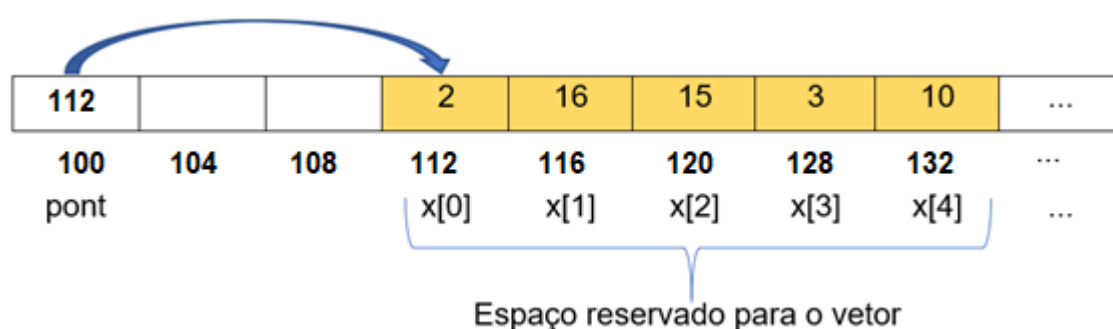 112 2 16 15 3 10 ...
100 104 108 112 116 120 128 132 ...
pont x[0] x[1] x[2] x[3] x[4] ...
Espaço reservado para o vetor